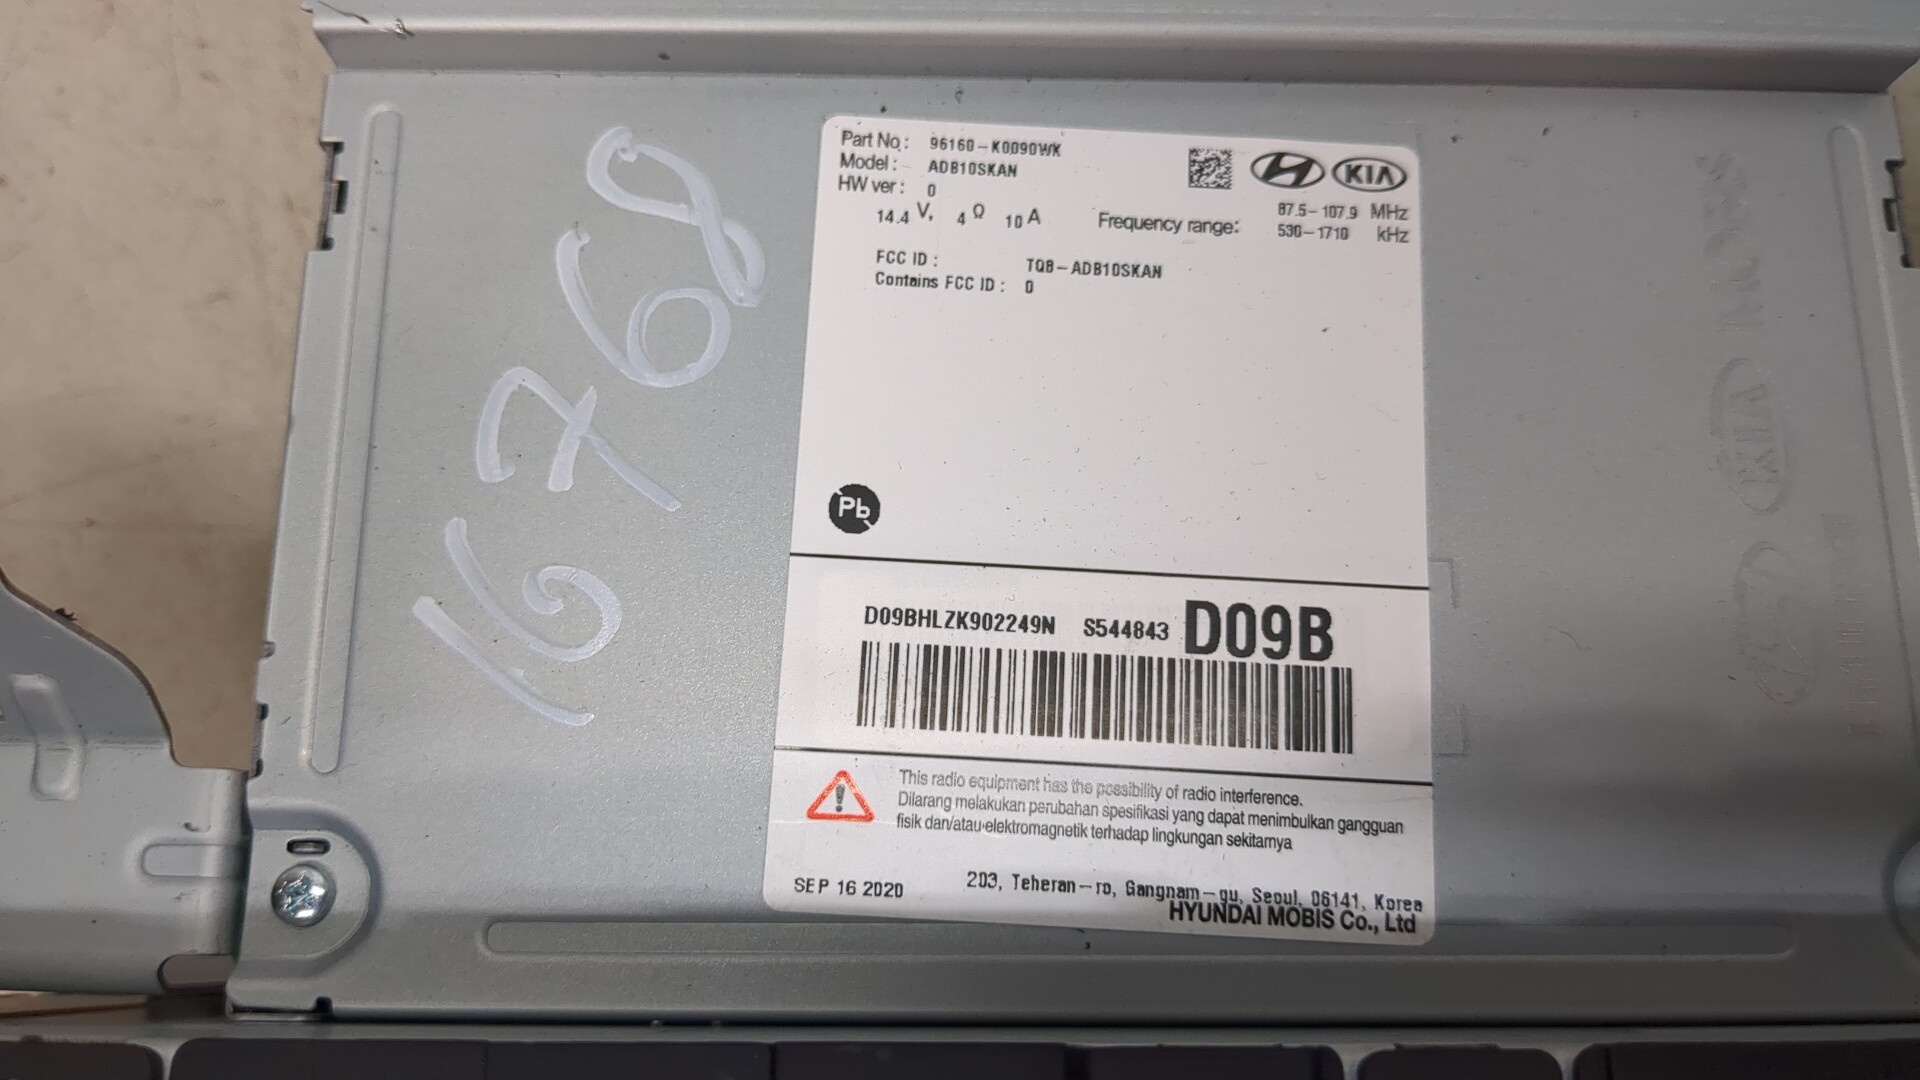 16768
Part No.: 96160-K0090WK
Model: ADB10SKAN
HW ver: 0
14.4 V, 4 Ω 10 A
Frequency range: 87.5-107.9 MHz
530-1710 kHz
KIA
FCC ID: TQ8-ADB10SKAN
Contains FCC ID: 0
Pb
D09BHLZK902249N S544843 D09B
This radio equipment has the possibility of radio interference.
Dilarang melakukan perubahan spesifikasi yang dapat menimbulkan gangguan
fisik dan/atau elektromagnetik terhadap lingkungan sekitarnya
SEP 16 2020
203, Teheran-ro, Gangnam-gu, Seoul, 06141, Korea
HYUNDAI MOBIS Co., Ltd
KIA